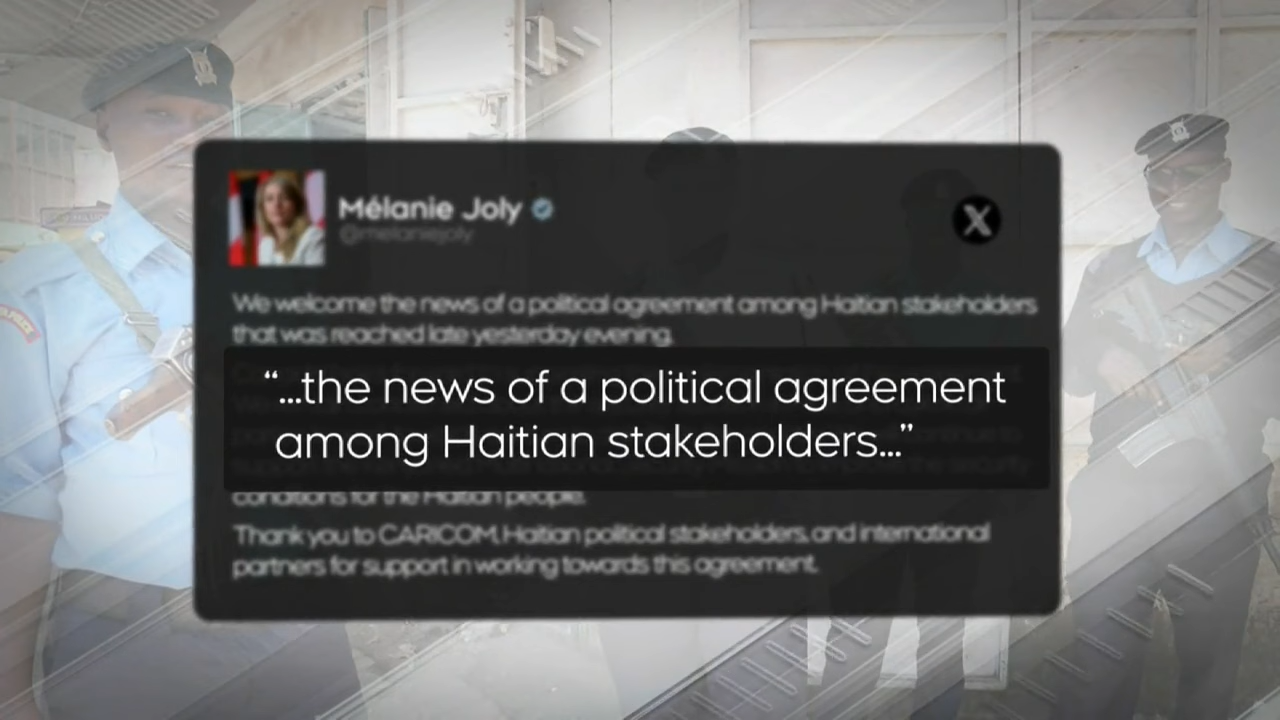 Mélanie Joly
@melaniejoly
We welcome the news of a political agreement among Haitian stakeholders
that was reached late yesterday evening.
“...the news of a political agreement
among Haitian stakeholders...”
conditions for the Haitian people.
Thank you to CARICOM, Haitian political stakeholders, and international
partners for support in working towards this agreement.